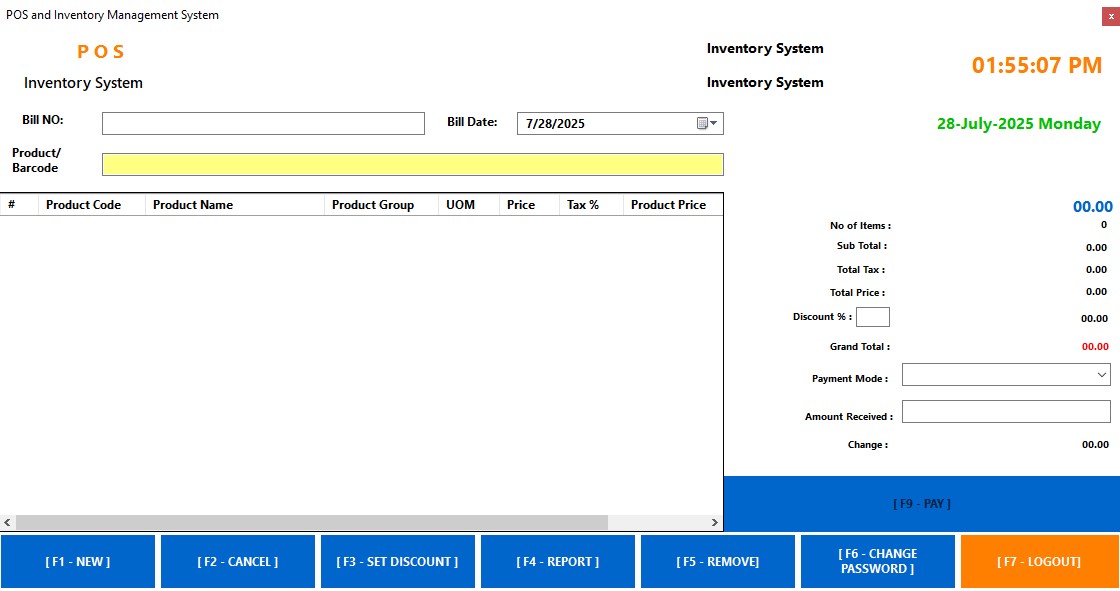 POS and Inventory Management System
x
P O S
Inventory System
Inventory System
Inventory System
01:55:07 PM
28-July-2025 Monday
Bill NO:
Bill Date:
7/28/2025
Product/
Barcode
# Product Code Product Name Product Group UOM Price Tax % Product Price
00.00
No of Items : 0
Sub Total : 0.00
Total Tax : 0.00
Total Price : 0.00
Discount % : 00.00
Grand Total : 00.00
Payment Mode :
Amount Received :
Change : 00.00
[ F9 - PAY ]
[ F1 - NEW ]
[ F2 - CANCEL ]
[ F3 - SET DISCOUNT ]
[ F4 - REPORT ]
[ F5 - REMOVE]
[ F6 - CHANGE
PASSWORD ]
[ F7 - LOGOUT]